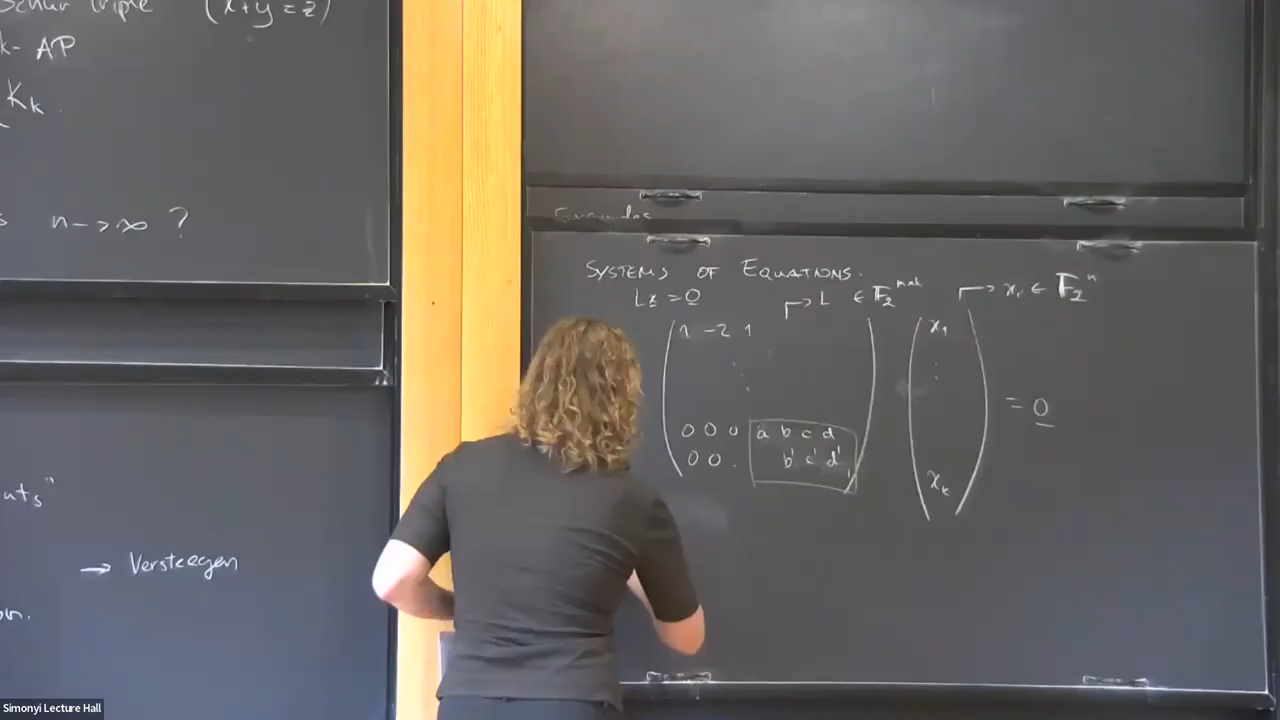 Schur triple (x+y=z)
k- AP
K_k.
n->∞ ?
→ Versteegen
SYSTEMS OF EQUATIONS.
Lx = 0
L ∈ F_2^{m×k}
x_i ∈ F_2^n
1 -2 1
x_1
⋮
0 0 0 a b c d
= 0
0 0 . b' c' d'
x_k
Simonyi Lecture Hall